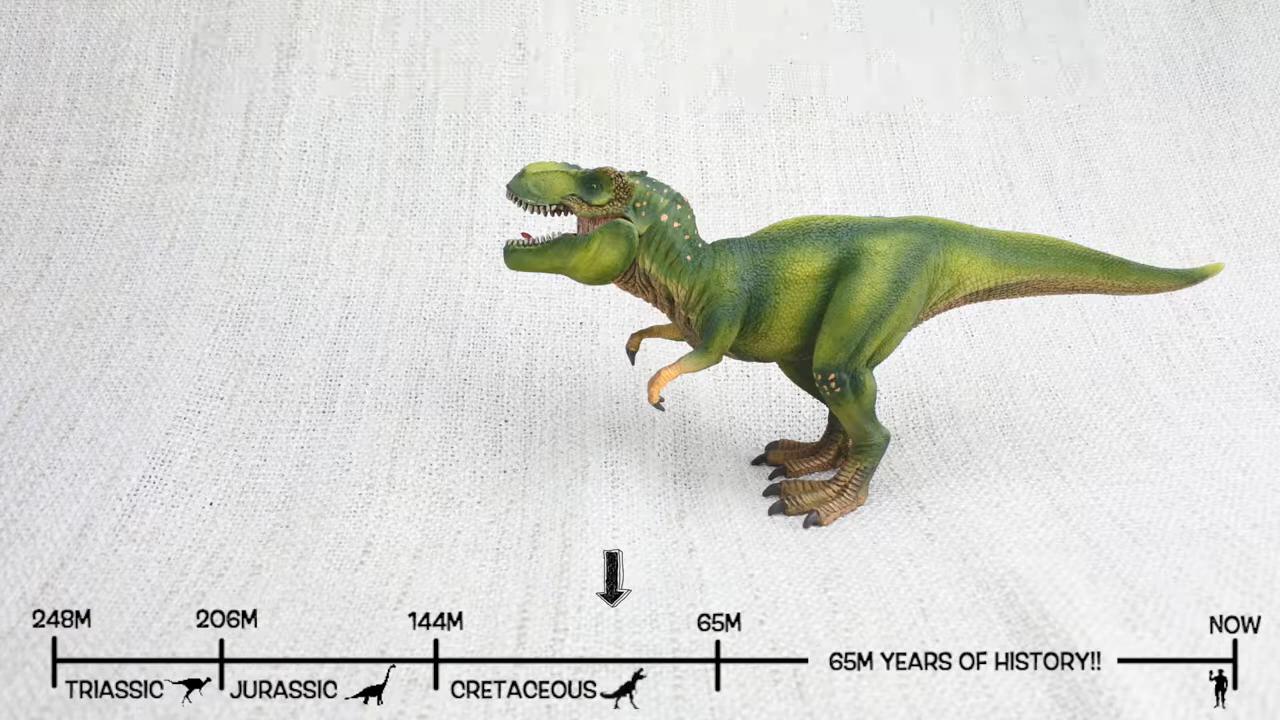 248M 206M 144M 65M NOW
65M YEARS OF HISTORY!!
TRIASSIC JURASSIC CRETACEOUS